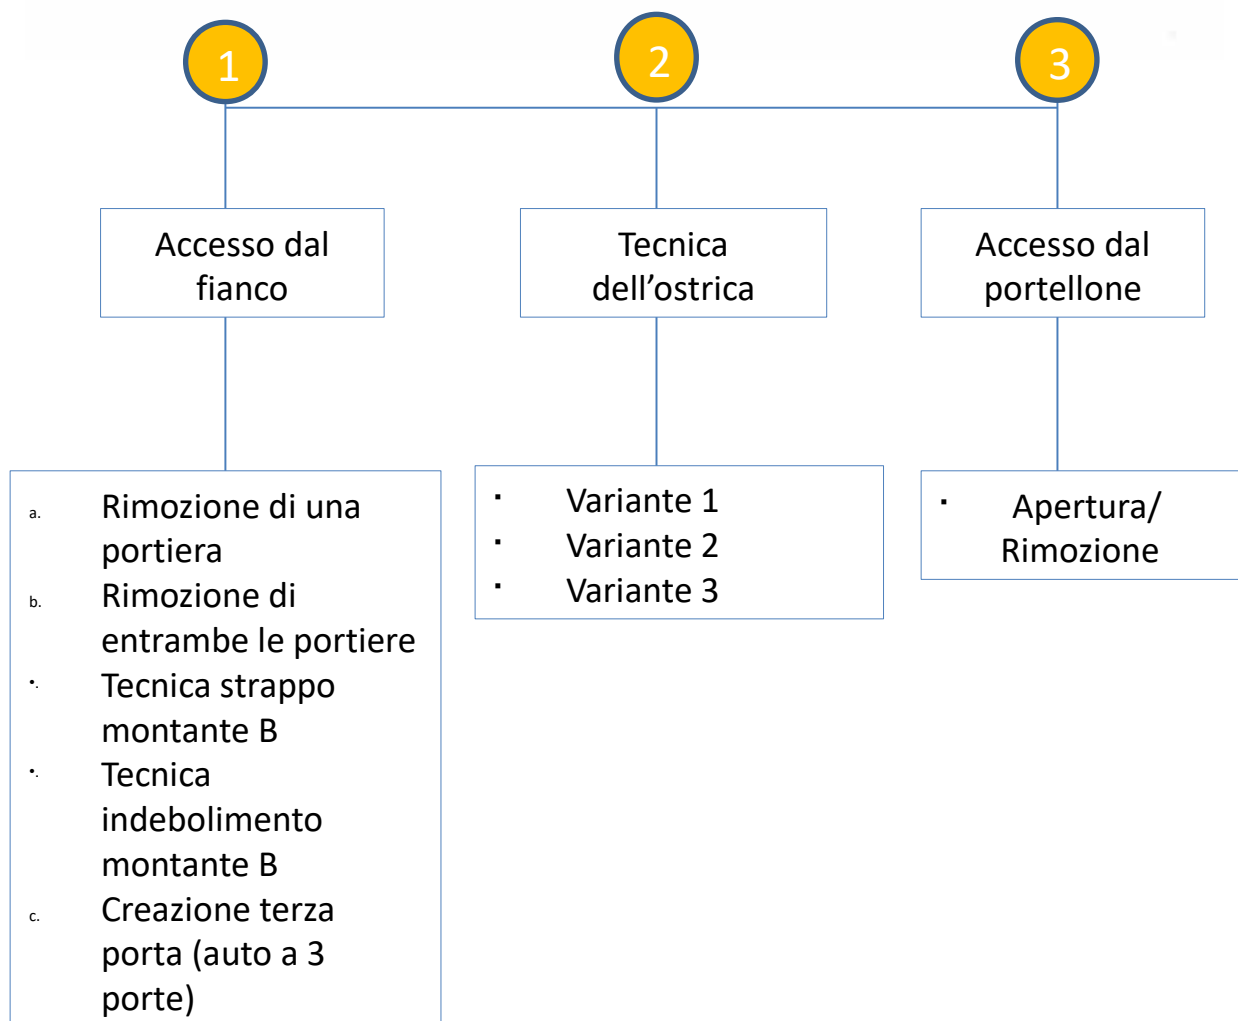 1
2
3
Accesso dal
fianco
Tecnica
dell’ostrica
Accesso dal
portellone
a. Rimozione di una
portiera
b. Rimozione di
entrambe le portiere
•. Tecnica strappo
montante B
•. Tecnica
indebolimento
montante B
c. Creazione terza
porta (auto a 3
porte)
▪ Variante 1
▪ Variante 2
▪ Variante 3
▪ Apertura/
Rimozione